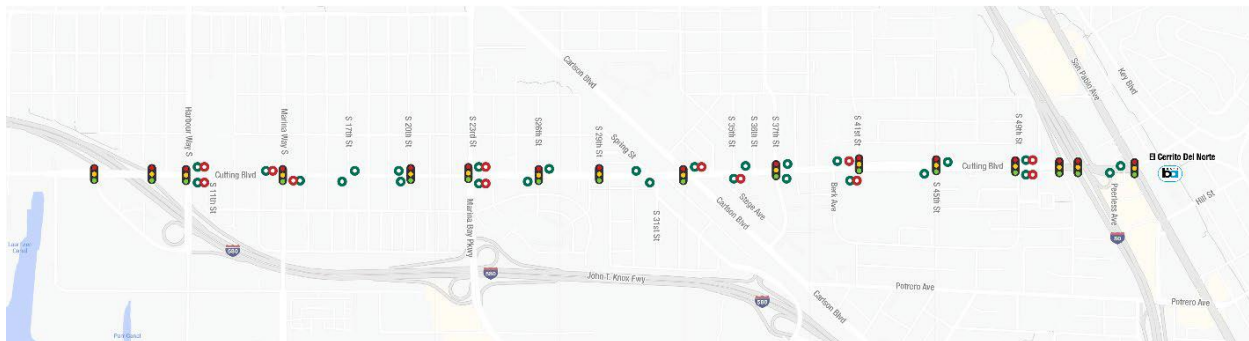 Carlson Blvd
San Pablo Ave
Key Blvd
Harbour Way S
Marina Way S
S 17th St
S 20th St
S 23rd St
S26th St
S 29th St
Spring St
S 35th St
S 36th St
S 37th St
S 41st St
S 49th St
El Cerrito Del Norte
Cutting Blvd
Cutting Blvd
S 11th St
Marina Bay Pkwy
S 31st St
Carlson Blvd
Stege Ave
S 45th St
Peerless Ave
Hill St
80
580
580
John T. Knox Fwy
580
Potrero Ave
Potrero Ave
Carlson Blvd